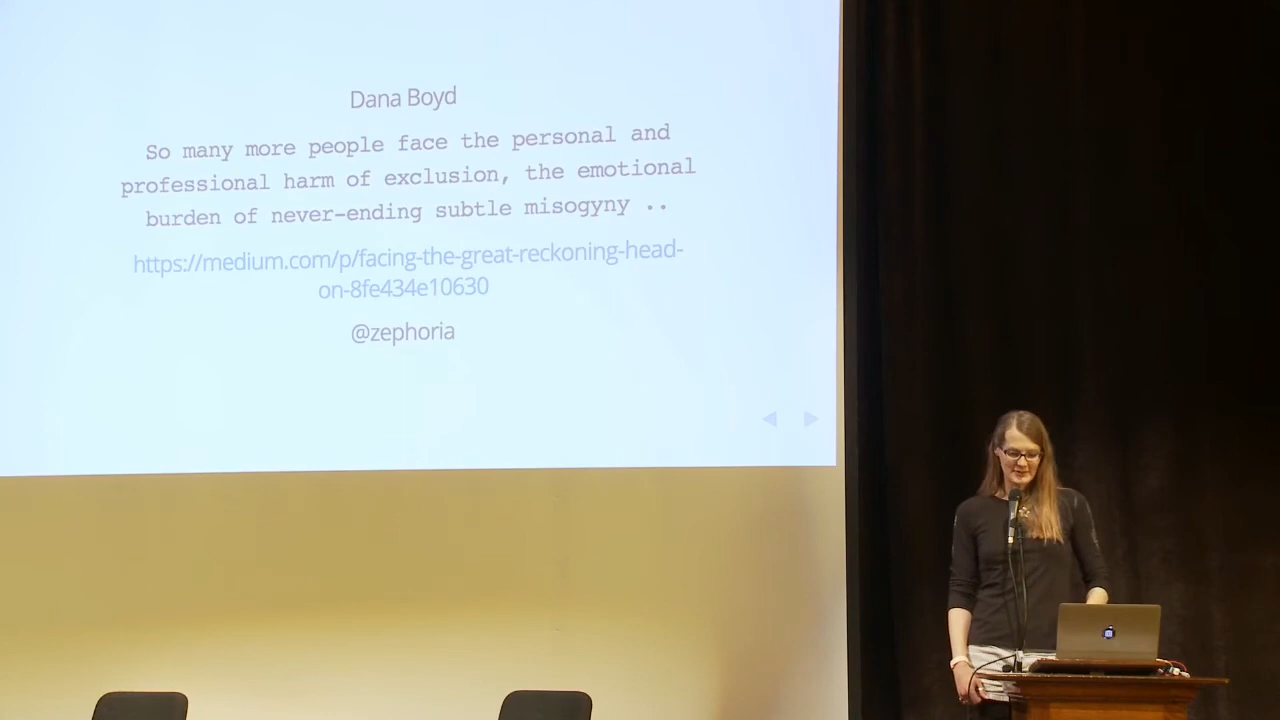 Dana Boyd
So many more people face the personal and
professional harm of exclusion, the emotional
burden of never-ending subtle misogyny ..
https://medium.com/p/facing-the-great-reckoning-head-
on-8fe434e10630
@zephoria